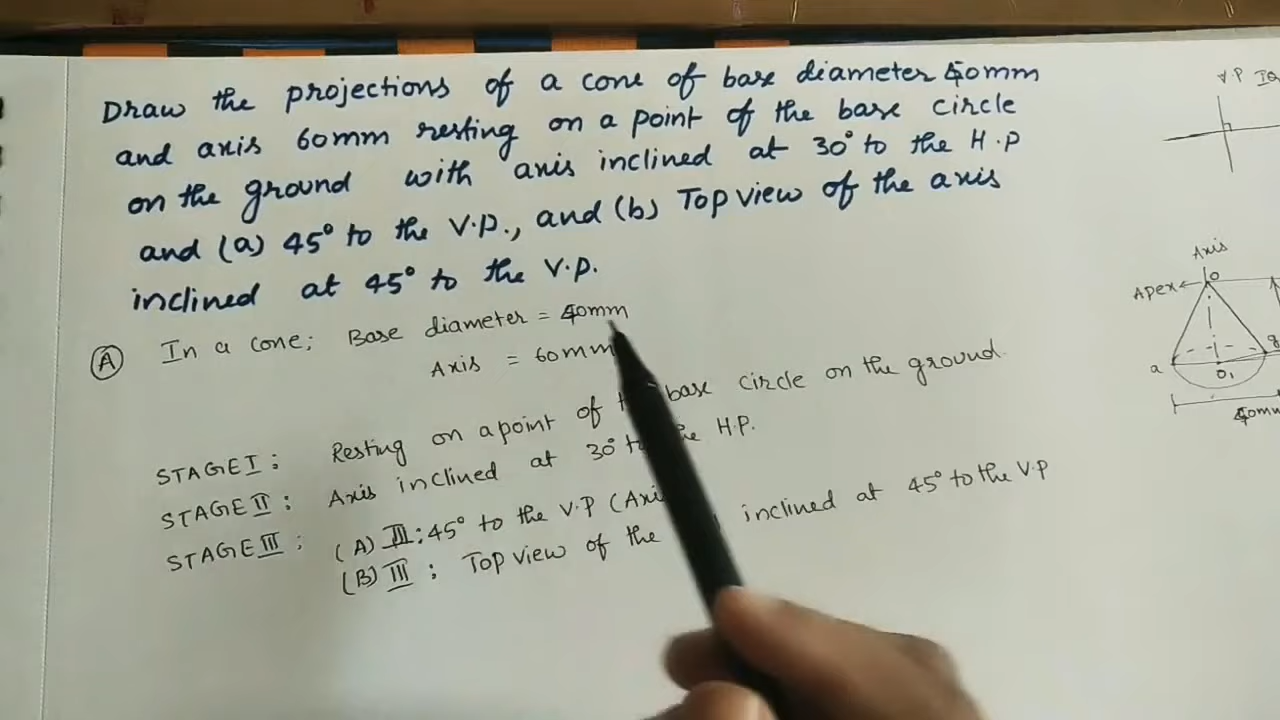 Draw the projections of a cone of base diameter 40mm
and axis 60mm resting on a point of the base circle
on the ground with axis inclined at 30° to the H.P
and (a) 45° to the V.P., and (b) Top view of the axis
inclined at 45° to the V.P.
(A) In a cone; Base diameter = 40mm
Axis = 60mm
STAGE I : Resting on a point of base circle on the ground.
STAGE II : Axis inclined at 30° to H.P.
STAGE III : (A) III : 45° to the V.P (Axi
(B) III : Top view of the inclined at 45° to the V.P
V.P
Axis
Apex ← O
a O₁
40mm